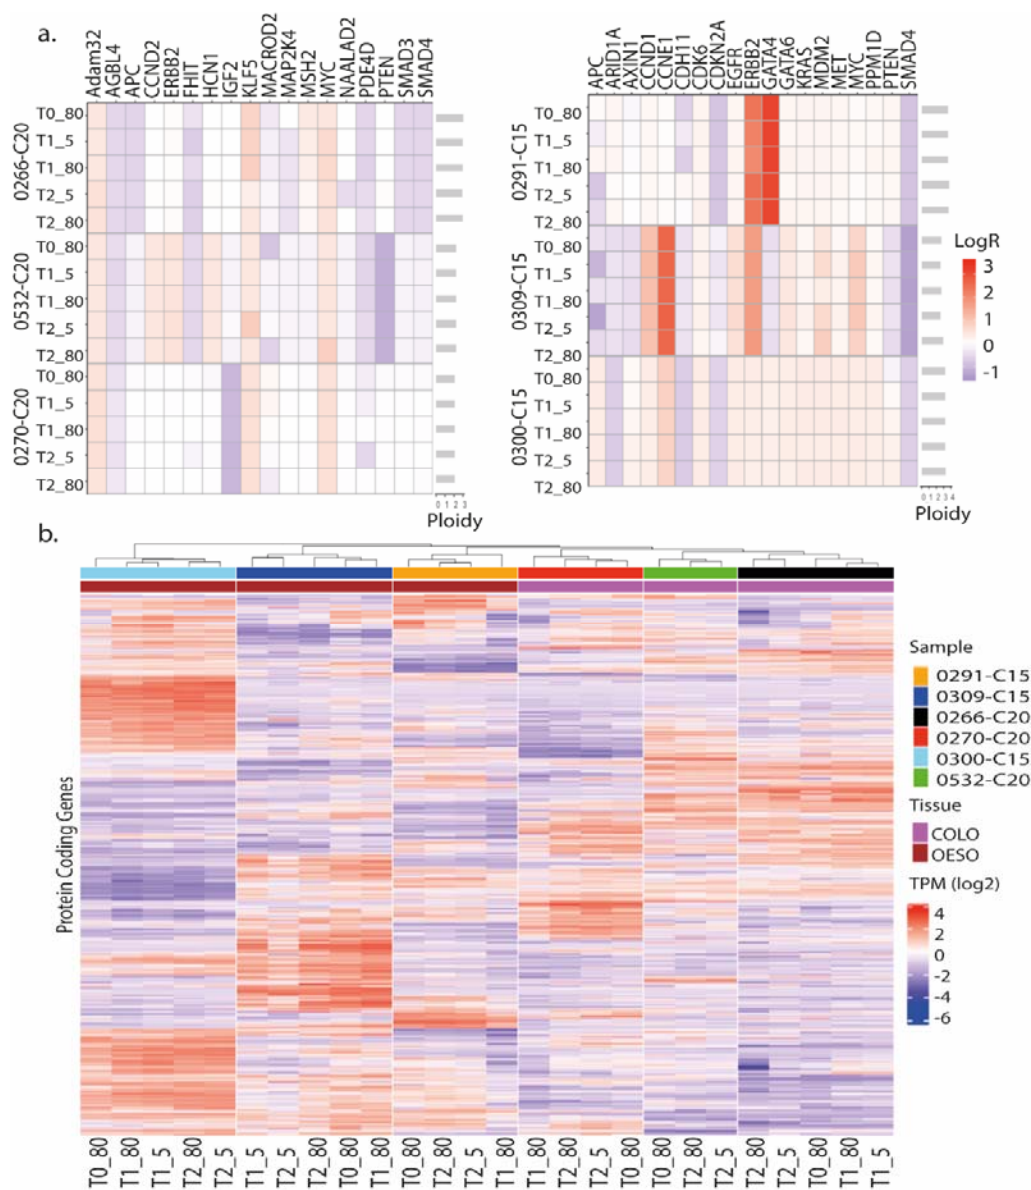 a.
Adam32
AGBL4
APC
CCND2
ERBB2
FHIT
HCN1
IGF2
KLF5
MACROD2
MAP2K4
MSH2
MYC
NAALAD2
PDE4D
PTEN
SMAD3
SMAD4
0266-C20
T0_80
T1_5
T1_80
T2_5
T2_80
0532-C20
T0_80
T1_5
T1_80
T2_5
T2_80
0270-C20
T0_80
T1_5
T1_80
T2_5
T2_80
0 1 2 3
Ploidy
APC
ARID1A
AXIN1
CCND1
CCNE1
CDH11
CDK6
CDKN2A
EGFR
ERBB2
GATA4
GATA6
KRAS
MDM2
MET
MYC
PPM1D
PTEN
SMAD4
0291-C15
T0_80
T1_5
T1_80
T2_5
T2_80
0309-C15
T0_80
T1_5
T1_80
T2_5
T2_80
0300-C15
T0_80
T1_5
T1_80
T2_5
T2_80
0 1 2 3 4
Ploidy
LogR
3
2
1
0
-1
b.
Protein Coding Genes
T0_80
T1_80
T1_5
T2_80
T2_5
T1_5
T2_5
T2_80
T0_80
T1_80
T0_80
T2_80
T2_5
T1_80
T0_80
T1_80
T2_80
T2_5
T0_80
T2_80
T2_5
T2_80
T2_5
T0_80
T1_80
T1_5
Sample
0291-C15
0309-C15
0266-C20
0270-C20
0300-C15
0532-C20
Tissue
COLO
OESO
TPM (log2)
4
2
0
-2
-4
-6